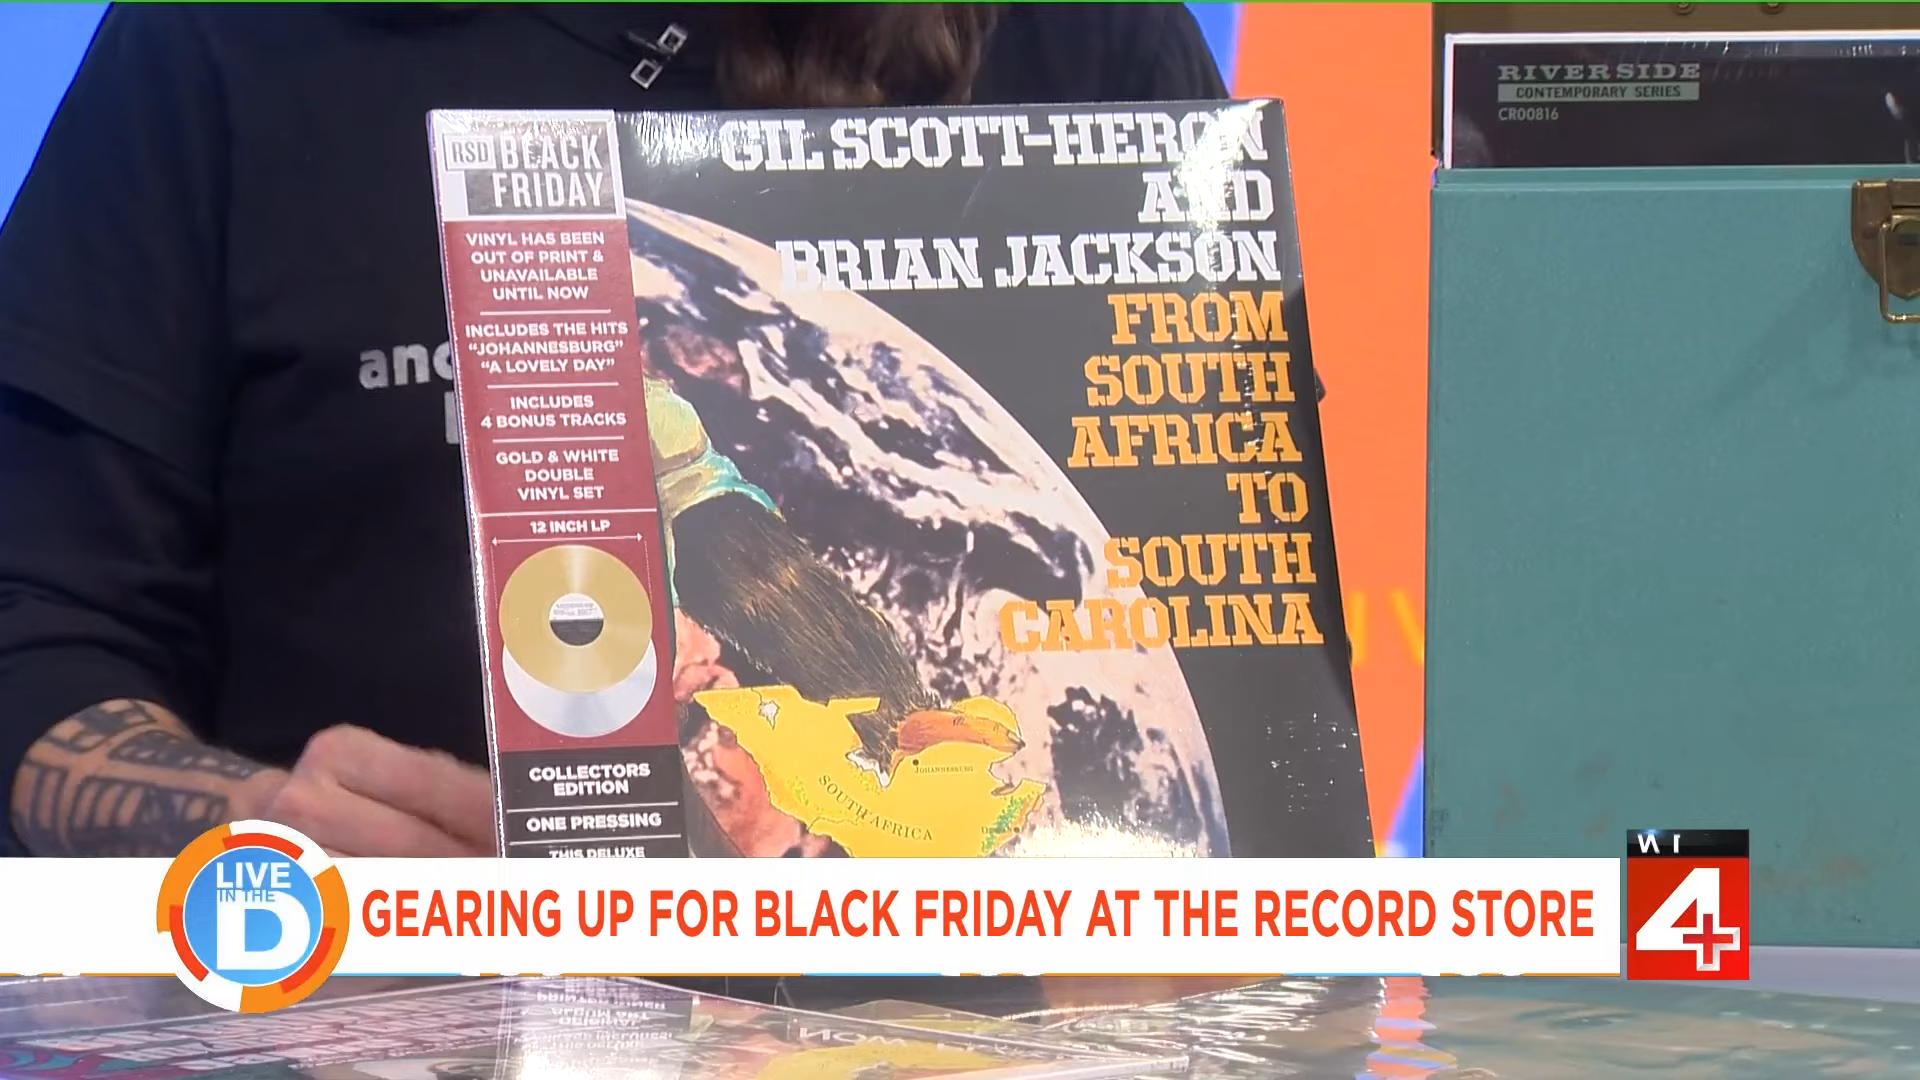 RIVERSIDE
CONTEMPORARY SERIES
CR00816
RSD BLACK
FRIDAY
VINYL HAS BEEN
OUT OF PRINT &
UNAVAILABLE
UNTIL NOW
INCLUDES THE HITS
"JOHANNESBURG"
"A LOVELY DAY"
INCLUDES
4 BONUS TRACKS
GOLD & WHITE
DOUBLE
VINYL SET
12 INCH LP
COLLECTORS
EDITION
ONE PRESSING
THIS DELUXE
GIL SCOTT-HERON
AND
BRIAN JACKSON
FROM
SOUTH
AFRICA
TO
SOUTH
CAROLINA
JOHANNESBURG
SOUTH AFRICA
LIVE
IN THE
D
GEARING UP FOR BLACK FRIDAY AT THE RECORD STORE
4